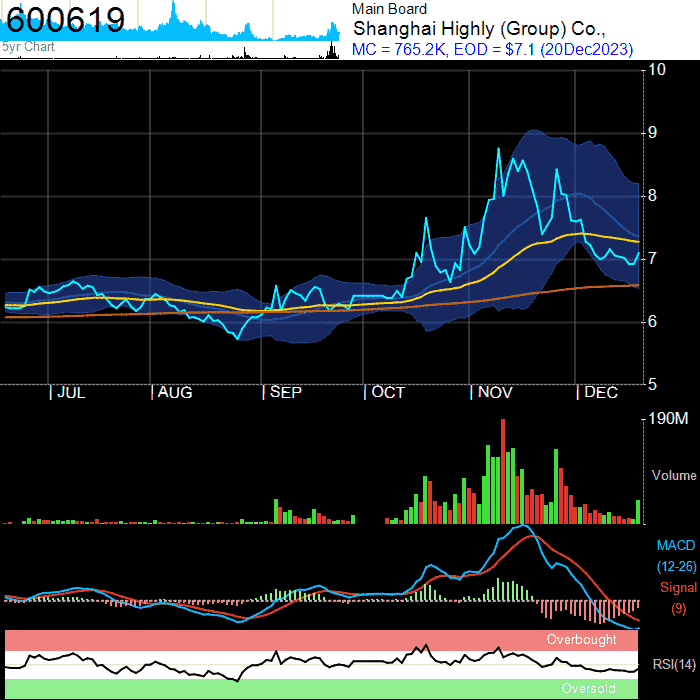 600619
Main Board
Shanghai Highly (Group) Co.,
5yr Chart
MC = 765.2K, EOD = $7.1 (20Dec2023)
10
9
8
7
6
5
JUL AUG SEP OCT NOV DEC
190M
Volume
MACD
(12-26)
Signal
(9)
Overbought
RSI(14)
Oversold